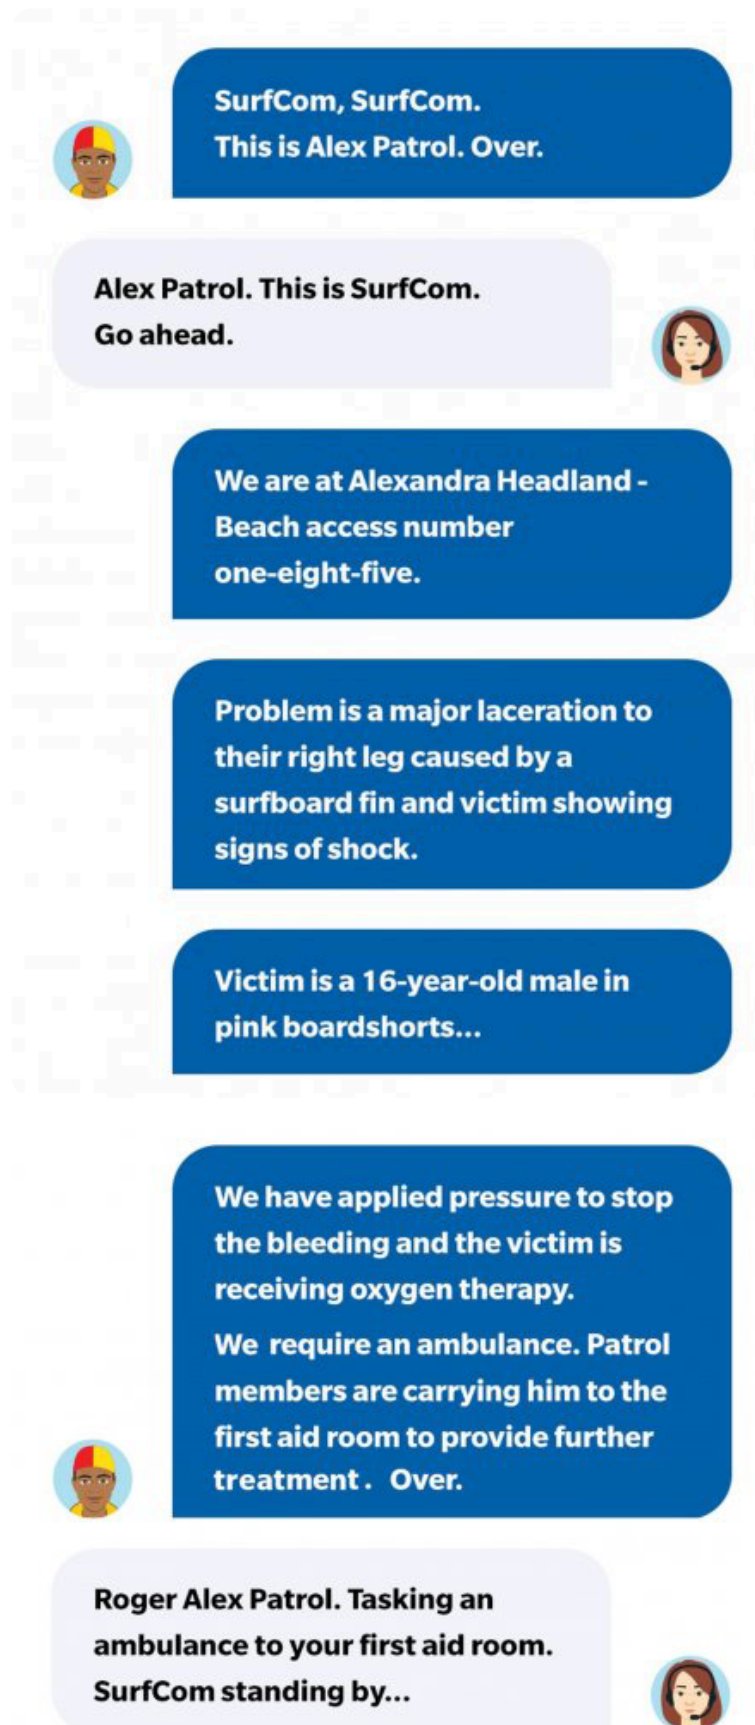 SurfCom, SurfCom.
This is Alex Patrol. Over.
Alex Patrol. This is SurfCom.
Go ahead.
We are at Alexandra Headland -
Beach access number
one-eight-five.
Problem is a major laceration to
their right leg caused by a
surfboard fin and victim showing
signs of shock.
Victim is a 16-year-old male in
pink boardshorts...
We have applied pressure to stop
the bleeding and the victim is
receiving oxygen therapy.
We require an ambulance. Patrol
members are carrying him to the
first aid room to provide further
treatment. Over.
Roger Alex Patrol. Tasking an
ambulance to your first aid room.
SurfCom standing by...